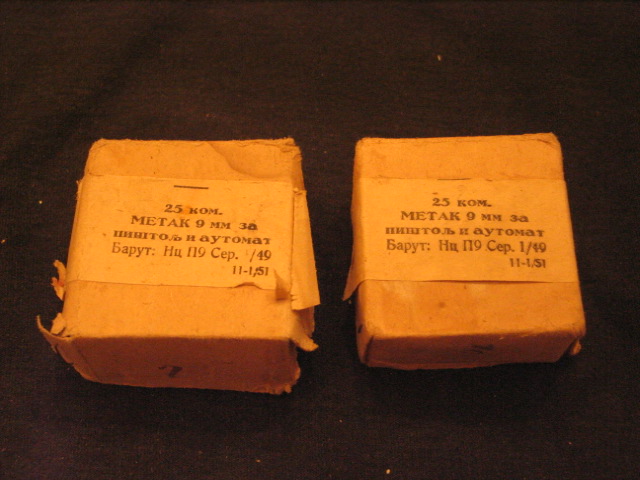 25 ком.
МЕТАК 9 мм за
пиштољ и аутомат
Барут: Нц П9 Сер. 1/49
11-1/51
25 ком.
МЕТАК 9 мм за
пиштољ и аутомат
Барут: Нц П9 Сер. 1/49
11-1/51